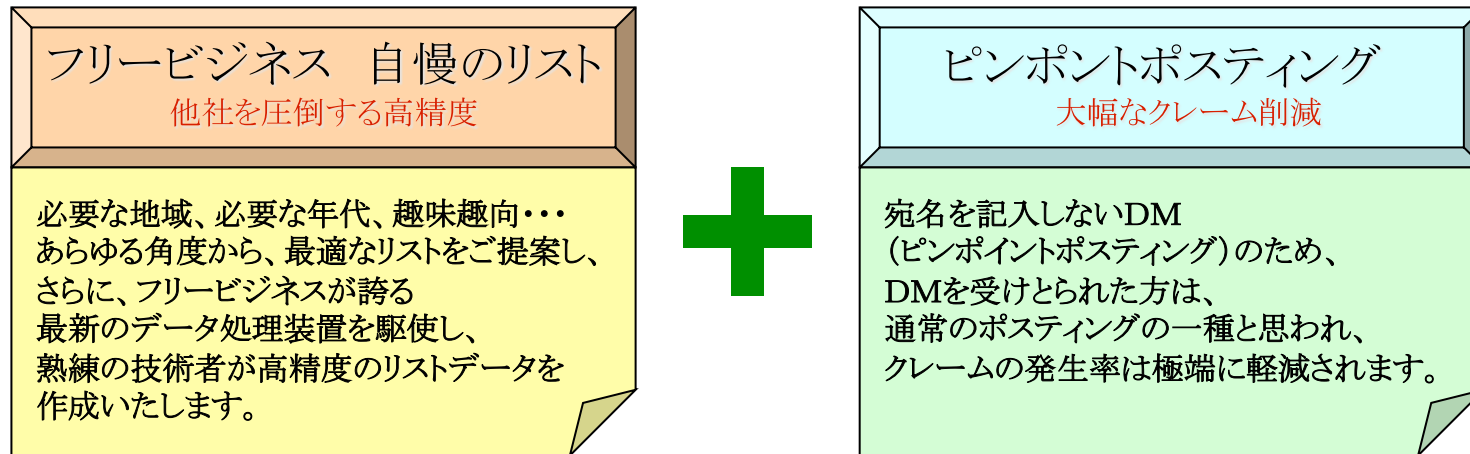 フリービジネス　自慢のリスト
他社を圧倒する高精度
必要な地域、必要な年代、趣味趣向・・・
あらゆる角度から、最適なリストをご提案し、
さらに、フリービジネスが誇る
最新のデータ処理装置を駆使し、
熟練の技術者が高精度のリストデータを
作成いたします。
ピンポントポスティング
大幅なクレーム削減
宛名を記入しないDM
（ピンポイントポスティング）のため、
DMを受けとられた方は、
通常のポスティングの一種と思われ、
クレームの発生率は極端に軽減されます。